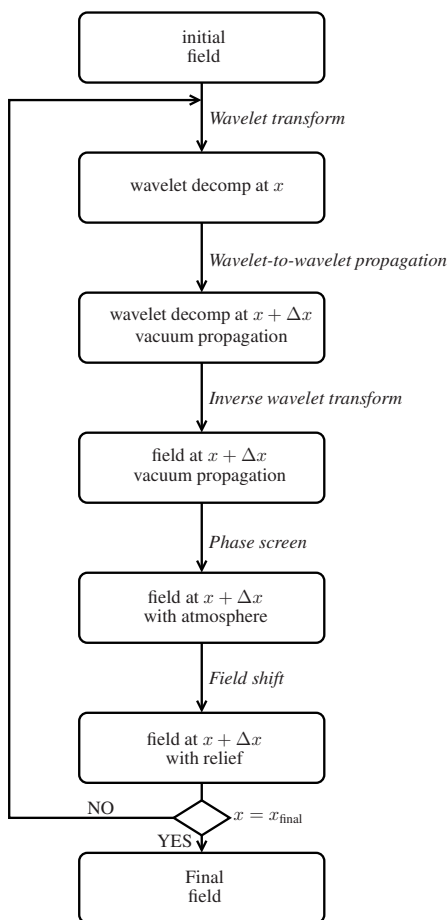 initial
field
Wavelet transform
wavelet decomp at x
Wavelet-to-wavelet propagation
wavelet decomp at x + Δx
vacuum propagation
Inverse wavelet transform
field at x + Δx
vacuum propagation
Phase screen
field at x + Δx
with atmosphere
Field shift
field at x + Δx
with relief
NO
x = x_final
YES
Final
field